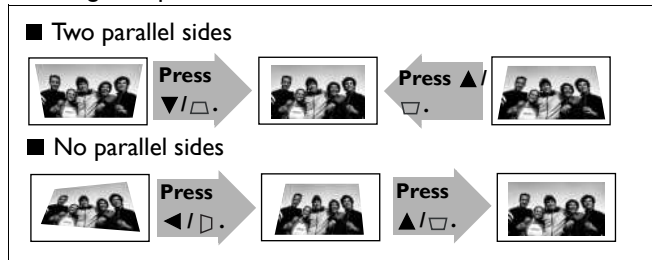 ■ Two parallel sides
Press
▼/⏢.
Press ▲/
⏢.
■ No parallel sides
Press
◀/▷.
Press
▲/⏢.